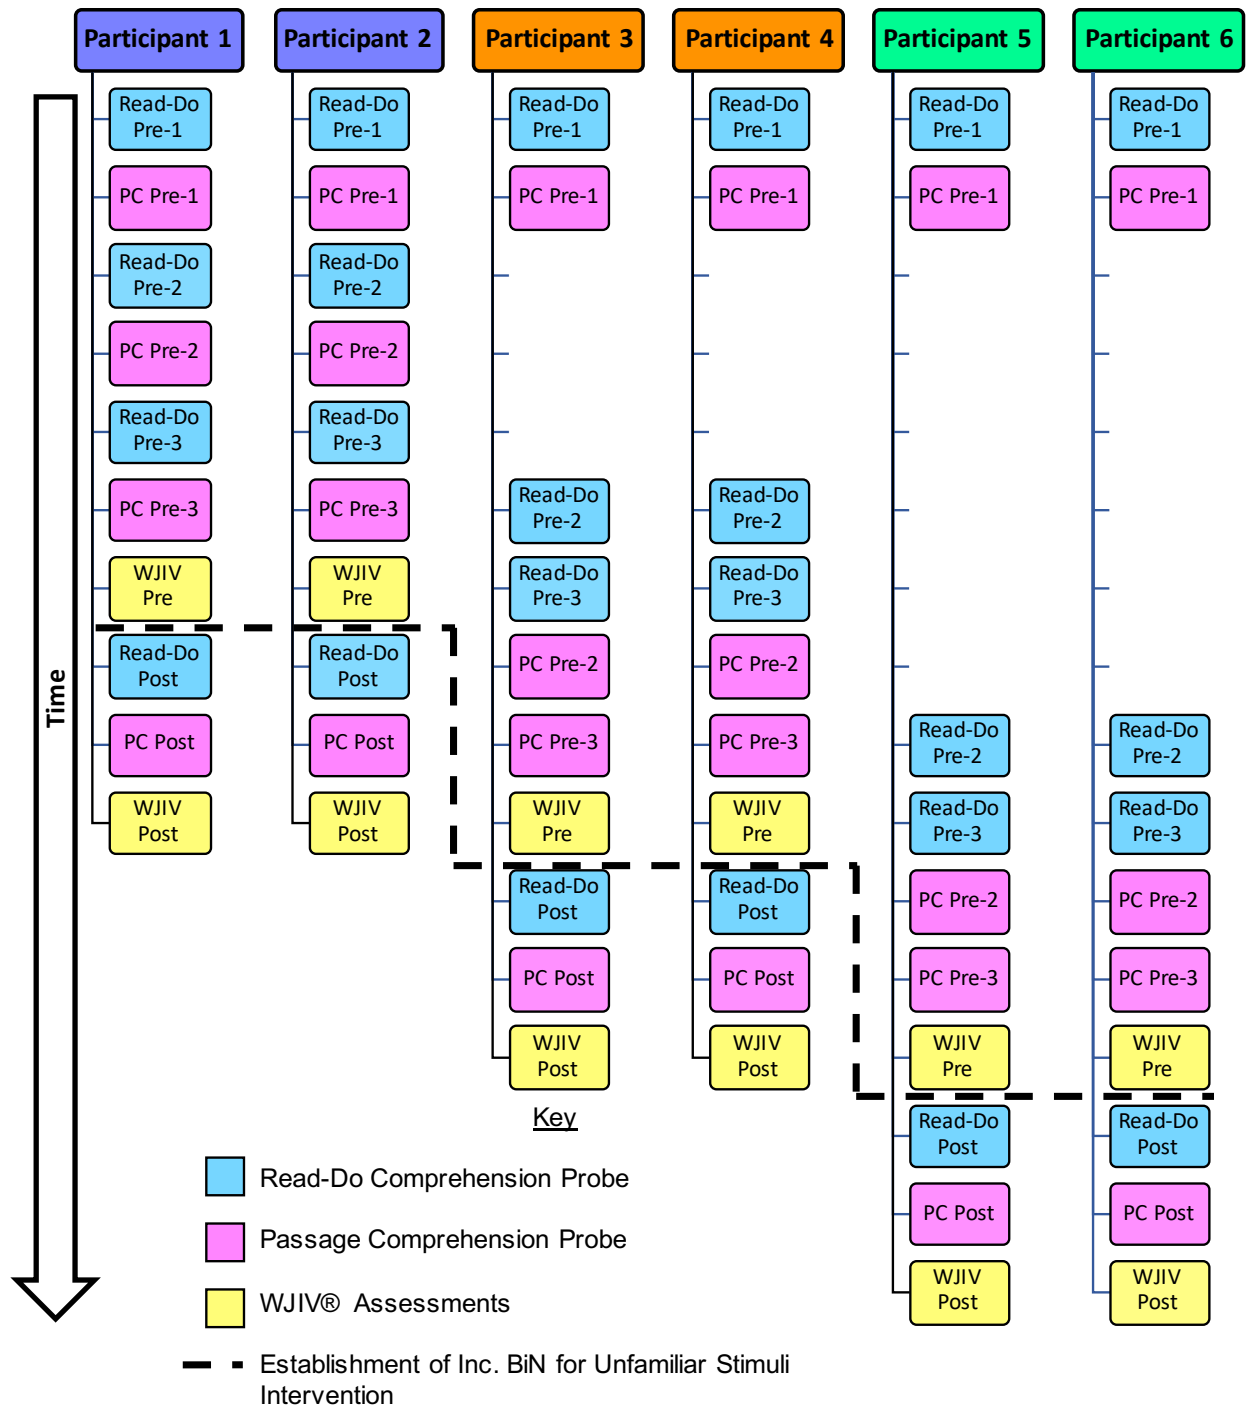 Participant 1
Participant 2
Participant 3
Participant 4
Participant 5
Participant 6
Time
Read-Do
Pre-1
PC Pre-1
Read-Do
Pre-2
PC Pre-2
Read-Do
Pre-3
PC Pre-3
WJIV
Pre
Read-Do
Post
PC Post
WJIV
Post
Read-Do
Pre-1
PC Pre-1
Read-Do
Pre-2
PC Pre-2
Read-Do
Pre-3
PC Pre-3
WJIV
Pre
Read-Do
Post
PC Post
WJIV
Post
Read-Do
Pre-1
PC Pre-1
Read-Do
Pre-2
Read-Do
Pre-3
PC Pre-2
PC Pre-3
WJIV
Pre
Read-Do
Post
PC Post
WJIV
Post
Read-Do
Pre-1
PC Pre-1
Read-Do
Pre-2
Read-Do
Pre-3
PC Pre-2
PC Pre-3
WJIV
Pre
Read-Do
Post
PC Post
WJIV
Post
Read-Do
Pre-1
PC Pre-1
Read-Do
Pre-2
Read-Do
Pre-3
PC Pre-2
PC Pre-3
WJIV
Pre
Read-Do
Post
PC Post
WJIV
Post
Read-Do
Pre-1
PC Pre-1
Read-Do
Pre-2
Read-Do
Pre-3
PC Pre-2
PC Pre-3
WJIV
Pre
Read-Do
Post
PC Post
WJIV
Post
Key
Read-Do Comprehension Probe
Passage Comprehension Probe
WJIV® Assessments
Establishment of Inc. BiN for Unfamiliar Stimuli
Intervention